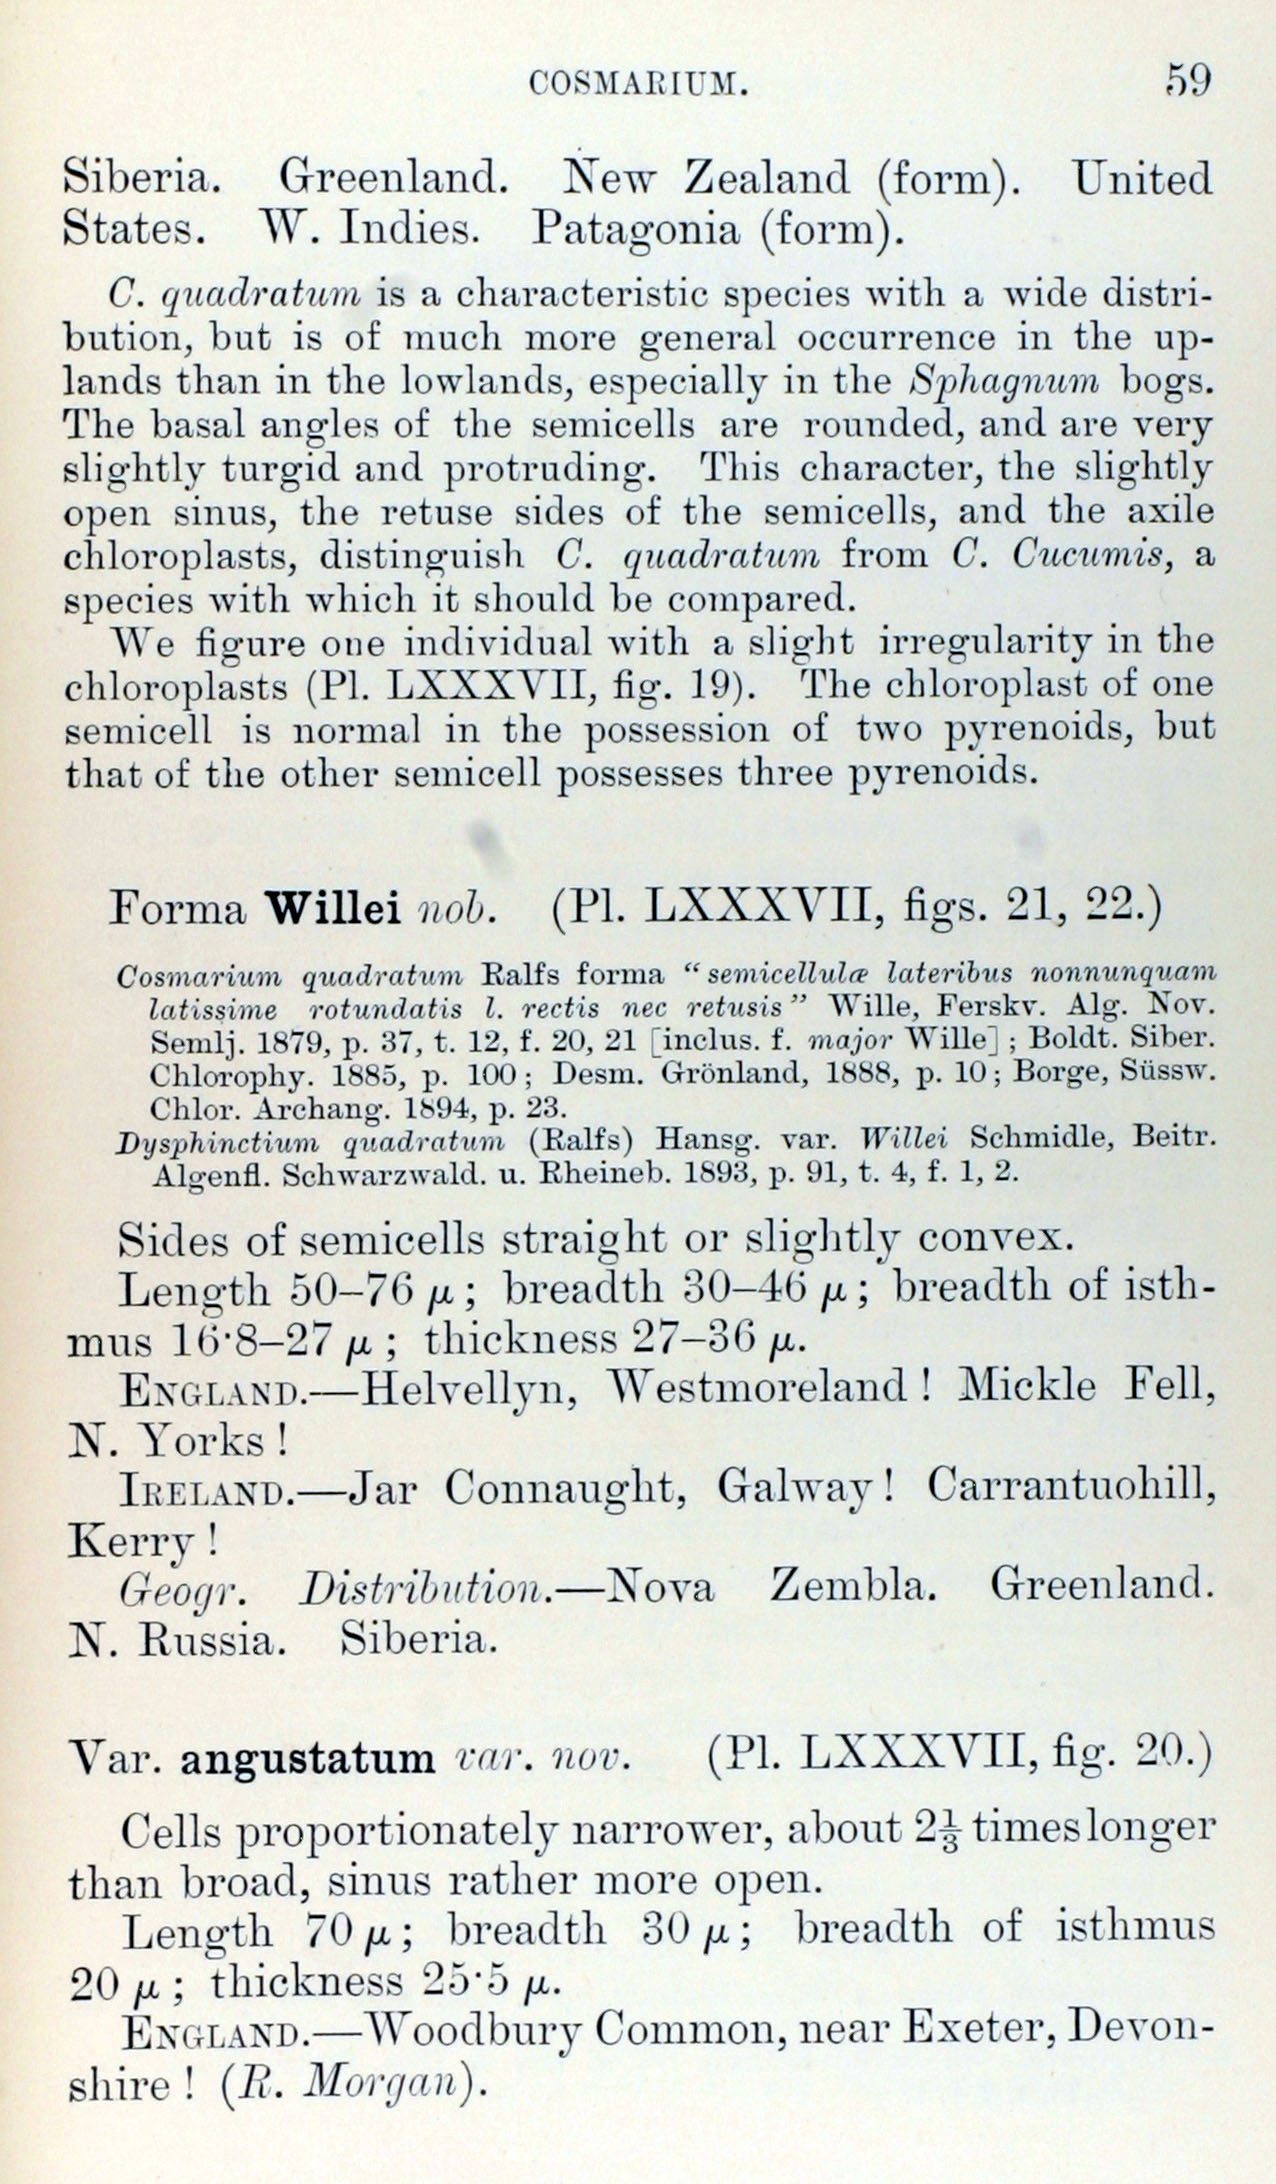 COSMARIUM. 59
Siberia. Greenland. New Zealand (form). United
States. W. Indies. Patagonia (form).
C. quadratum is a characteristic species with a wide distri-
bution, but is of much more general occurrence in the up-
lands than in the lowlands, especially in the Sphagnum bogs.
The basal angles of the semicells are rounded, and are very
slightly turgid and protruding. This character, the slightly
open sinus, the retuse sides of the semicells, and the axile
chloroplasts, distinguish C. quadratum from C. Cucumis, a
species with which it should be compared.
We figure one individual with a slight irregularity in the
chloroplasts (Pl. LXXXVII, fig. 19). The chloroplast of one
semicell is normal in the possession of two pyrenoids, but
that of the other semicell possesses three pyrenoids.
Forma Willei nob. (Pl. LXXXVII, figs. 21, 22.)
Cosmarium quadratum Ralfs forma “semicellulæ lateribus nonnunquam
latissime rotundatis l. rectis nec retusis” Wille, Ferskv. Alg. Nov.
Semlj. 1879, p. 37, t. 12, f. 20, 21 [inclus. f. major Wille]; Boldt. Siber.
Chlorophy. 1885, p. 100; Desm. Grönland, 1888, p. 10; Borge, Süssw.
Chlor. Archang. 1894, p. 23.
Dysphinctium quadratum (Ralfs) Hansg. var. Willei Schmidle, Beitr.
Algenfl. Schwarzwald. u. Rheineb. 1893, p. 91, t. 4, f. 1, 2.
Sides of semicells straight or slightly convex.
Length 50–76 μ; breadth 30–46 μ; breadth of isth-
mus 16·8–27 μ; thickness 27–36 μ.
ENGLAND.—Helvellyn, Westmoreland! Mickle Fell,
N. Yorks!
IRELAND.—Jar Connaught, Galway! Carrantuohill,
Kerry!
Geogr. Distribution.—Nova Zembla. Greenland.
N. Russia. Siberia.
Var. angustatum var. nov. (Pl. LXXXVII, fig. 20.)
Cells proportionately narrower, about 2⅓ times longer
than broad, sinus rather more open.
Length 70 μ; breadth 30 μ; breadth of isthmus
20 μ; thickness 25·5 μ.
ENGLAND.—Woodbury Common, near Exeter, Devon-
shire! (R. Morgan).